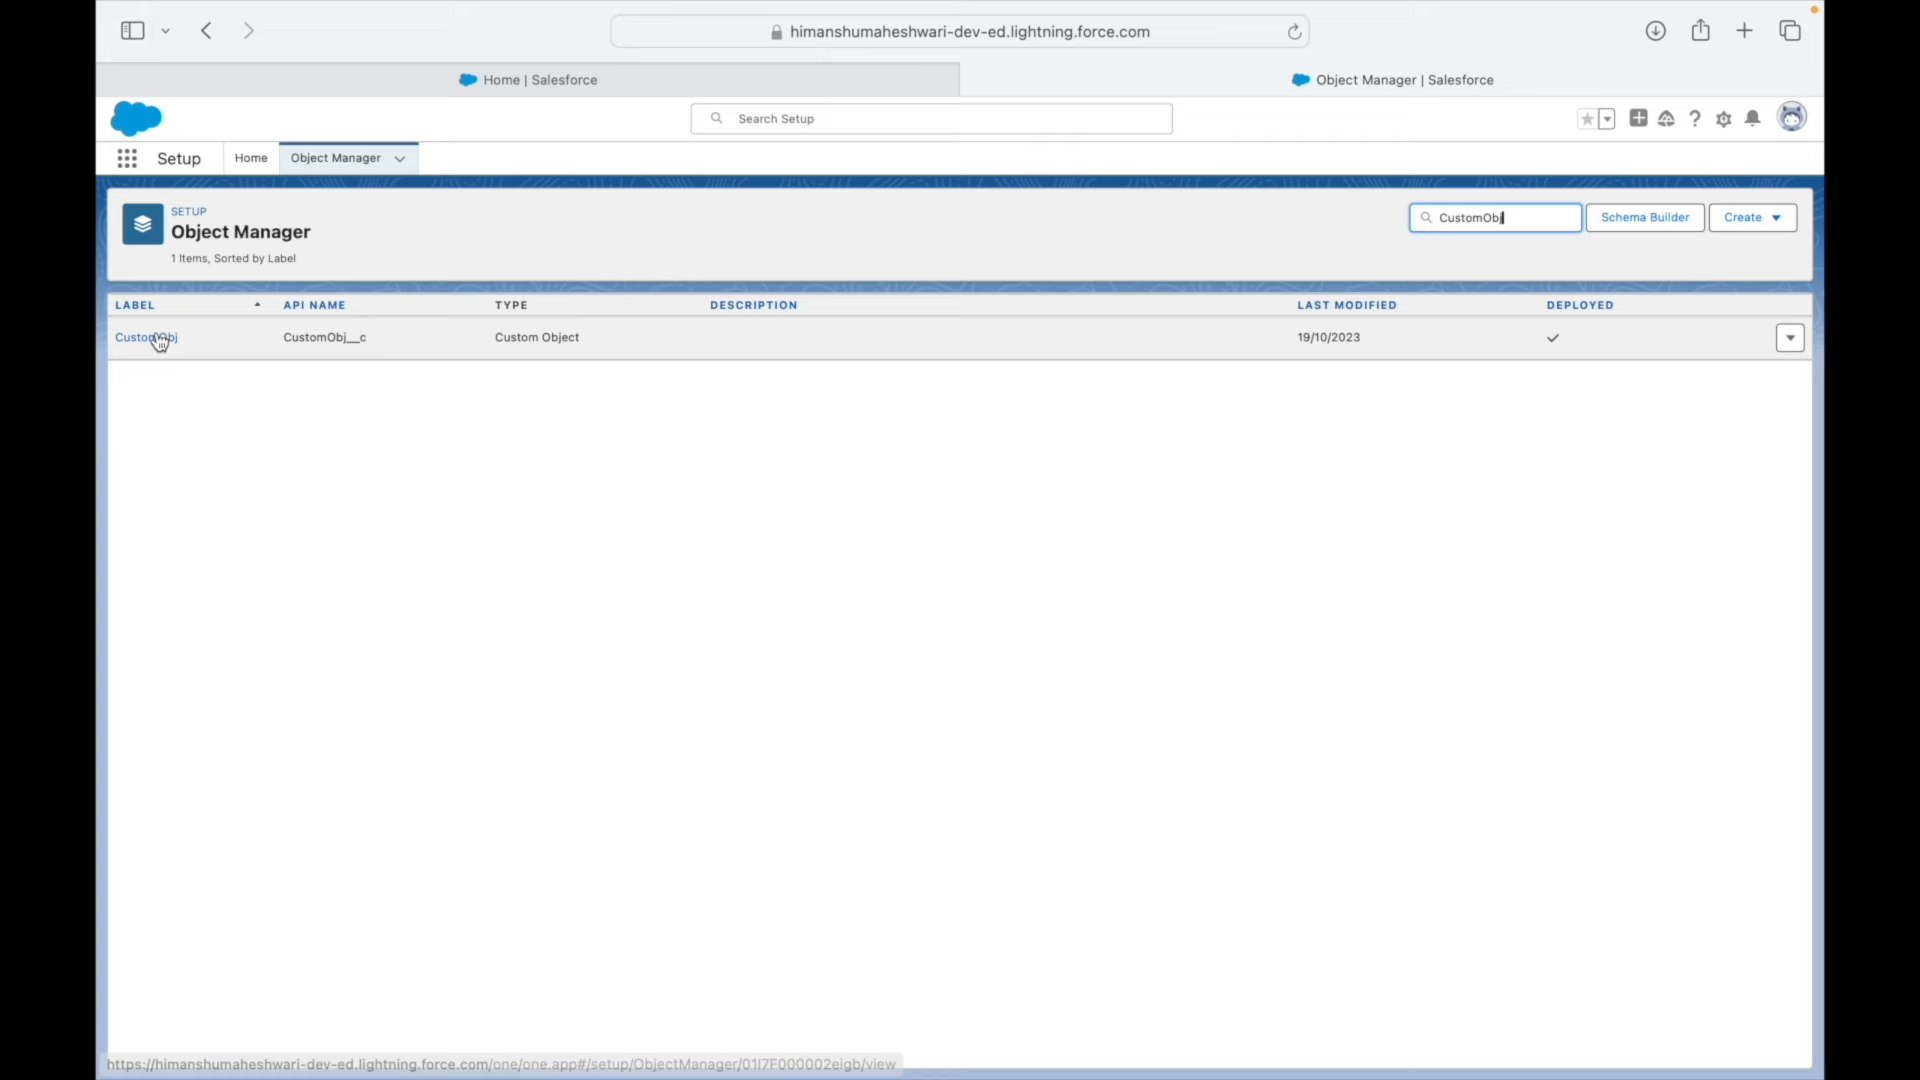 himanshumaheshwari-dev-ed.lightning.force.com
Home | Salesforce
Object Manager | Salesforce
Search Setup
Setup
Home
Object Manager
SETUP
Object Manager
1 Items, Sorted by Label
CustomObj
Schema Builder
Create
LABEL API NAME TYPE DESCRIPTION LAST MODIFIED DEPLOYED
CustomObj CustomObj__c Custom Object 19/10/2023
https://himanshumaheshwari-dev-ed.lightning.force.com/one/one.app#/setup/ObjectManager/01I7F000002eigb/view